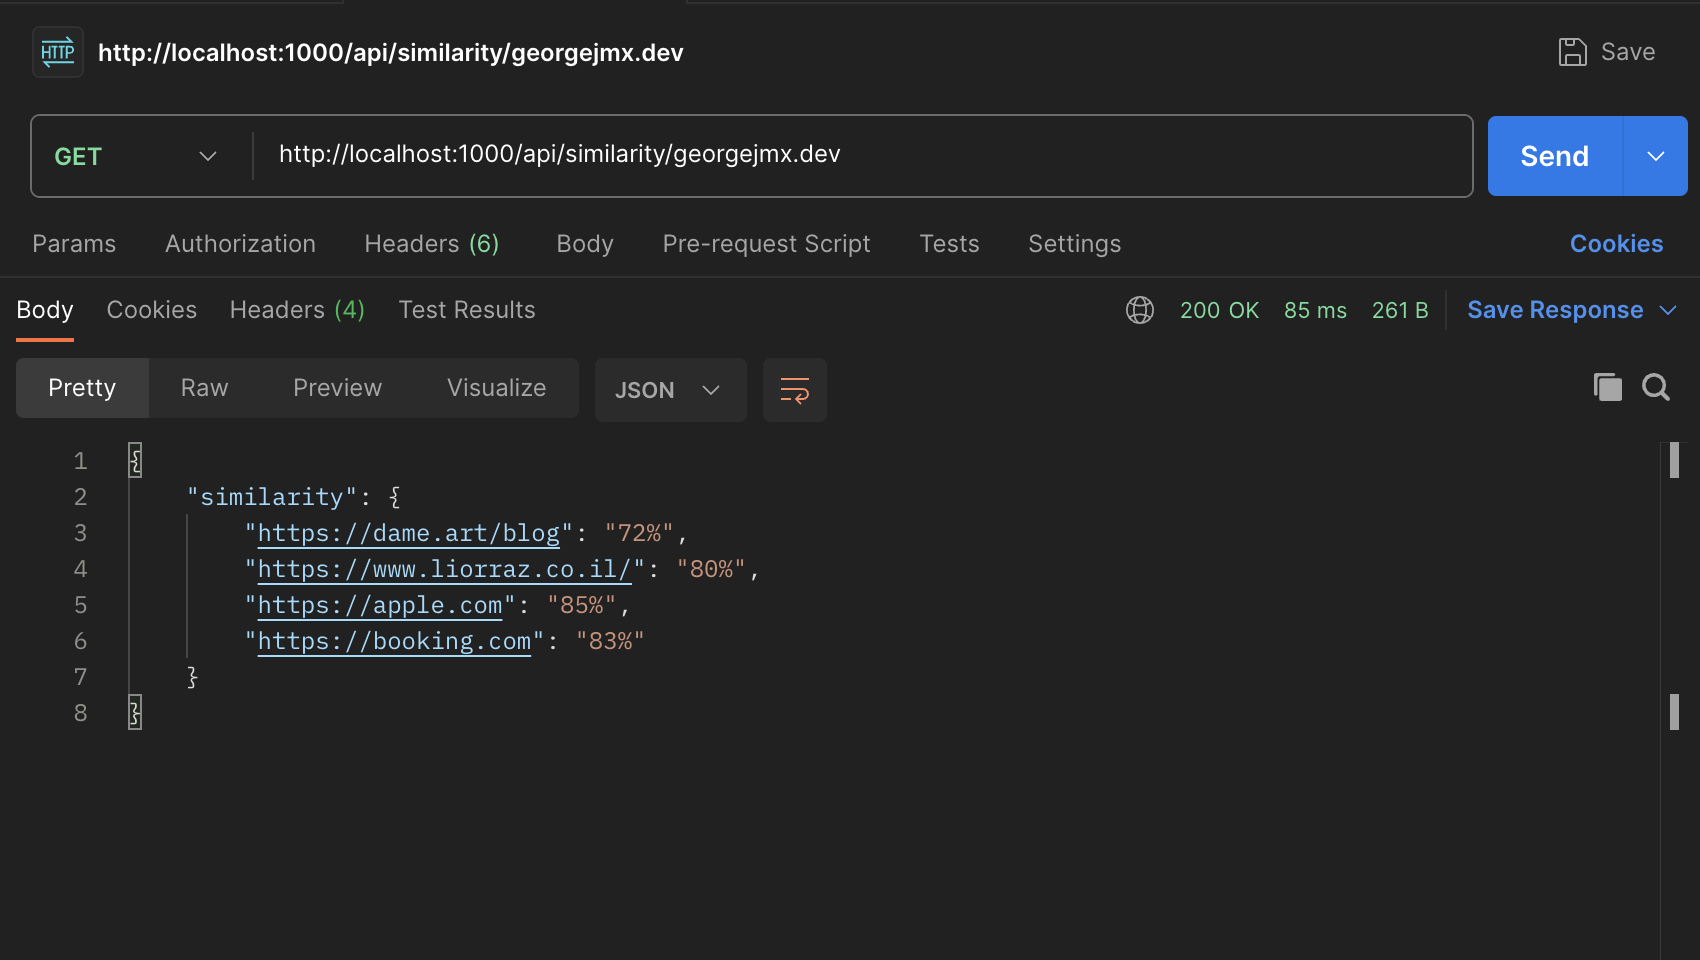 HTTP http://localhost:1000/api/similarity/georgejmx.dev Save
GET http://localhost:1000/api/similarity/georgejmx.dev Send
Params Authorization Headers (6) Body Pre-request Script Tests Settings Cookies
Body Cookies Headers (4) Test Results 200 OK 85 ms 261 B Save Response
Pretty Raw Preview Visualize JSON
1 {
2 "similarity": {
3 "https://dame.art/blog": "72%",
4 "https://www.liorraz.co.il/": "80%",
5 "https://apple.com": "85%",
6 "https://booking.com": "83%"
7 }
8 }